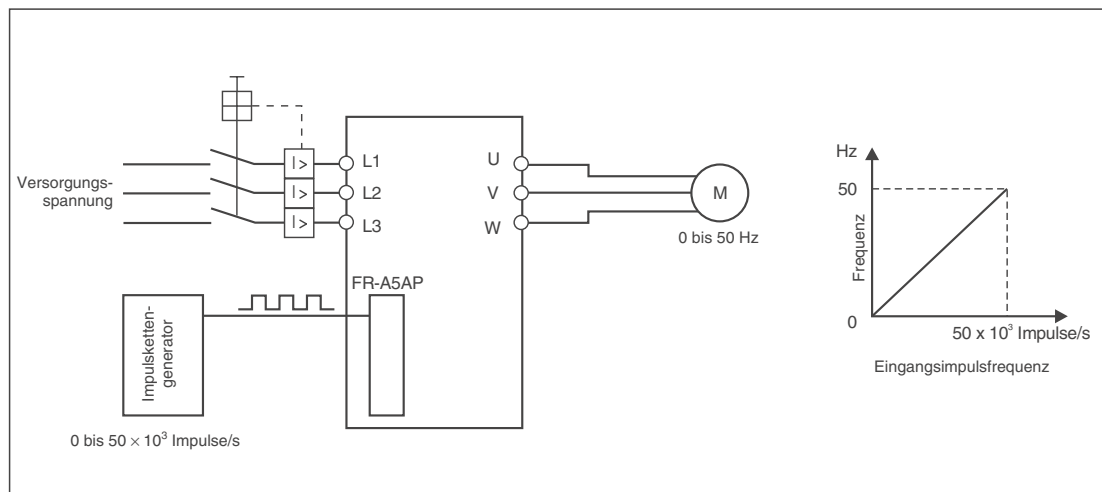 Versorgungs-
spannung
I >
I >
I >
L1
L2
L3
U
V
W
M
0 bis 50 Hz
FR-A5AP
Impulsketten-
generator
0 bis 50 × 10³ Impulse/s
Hz
50
Frequenz
0
50 x 10³ Impulse/s
Eingangsimpulsfrequenz